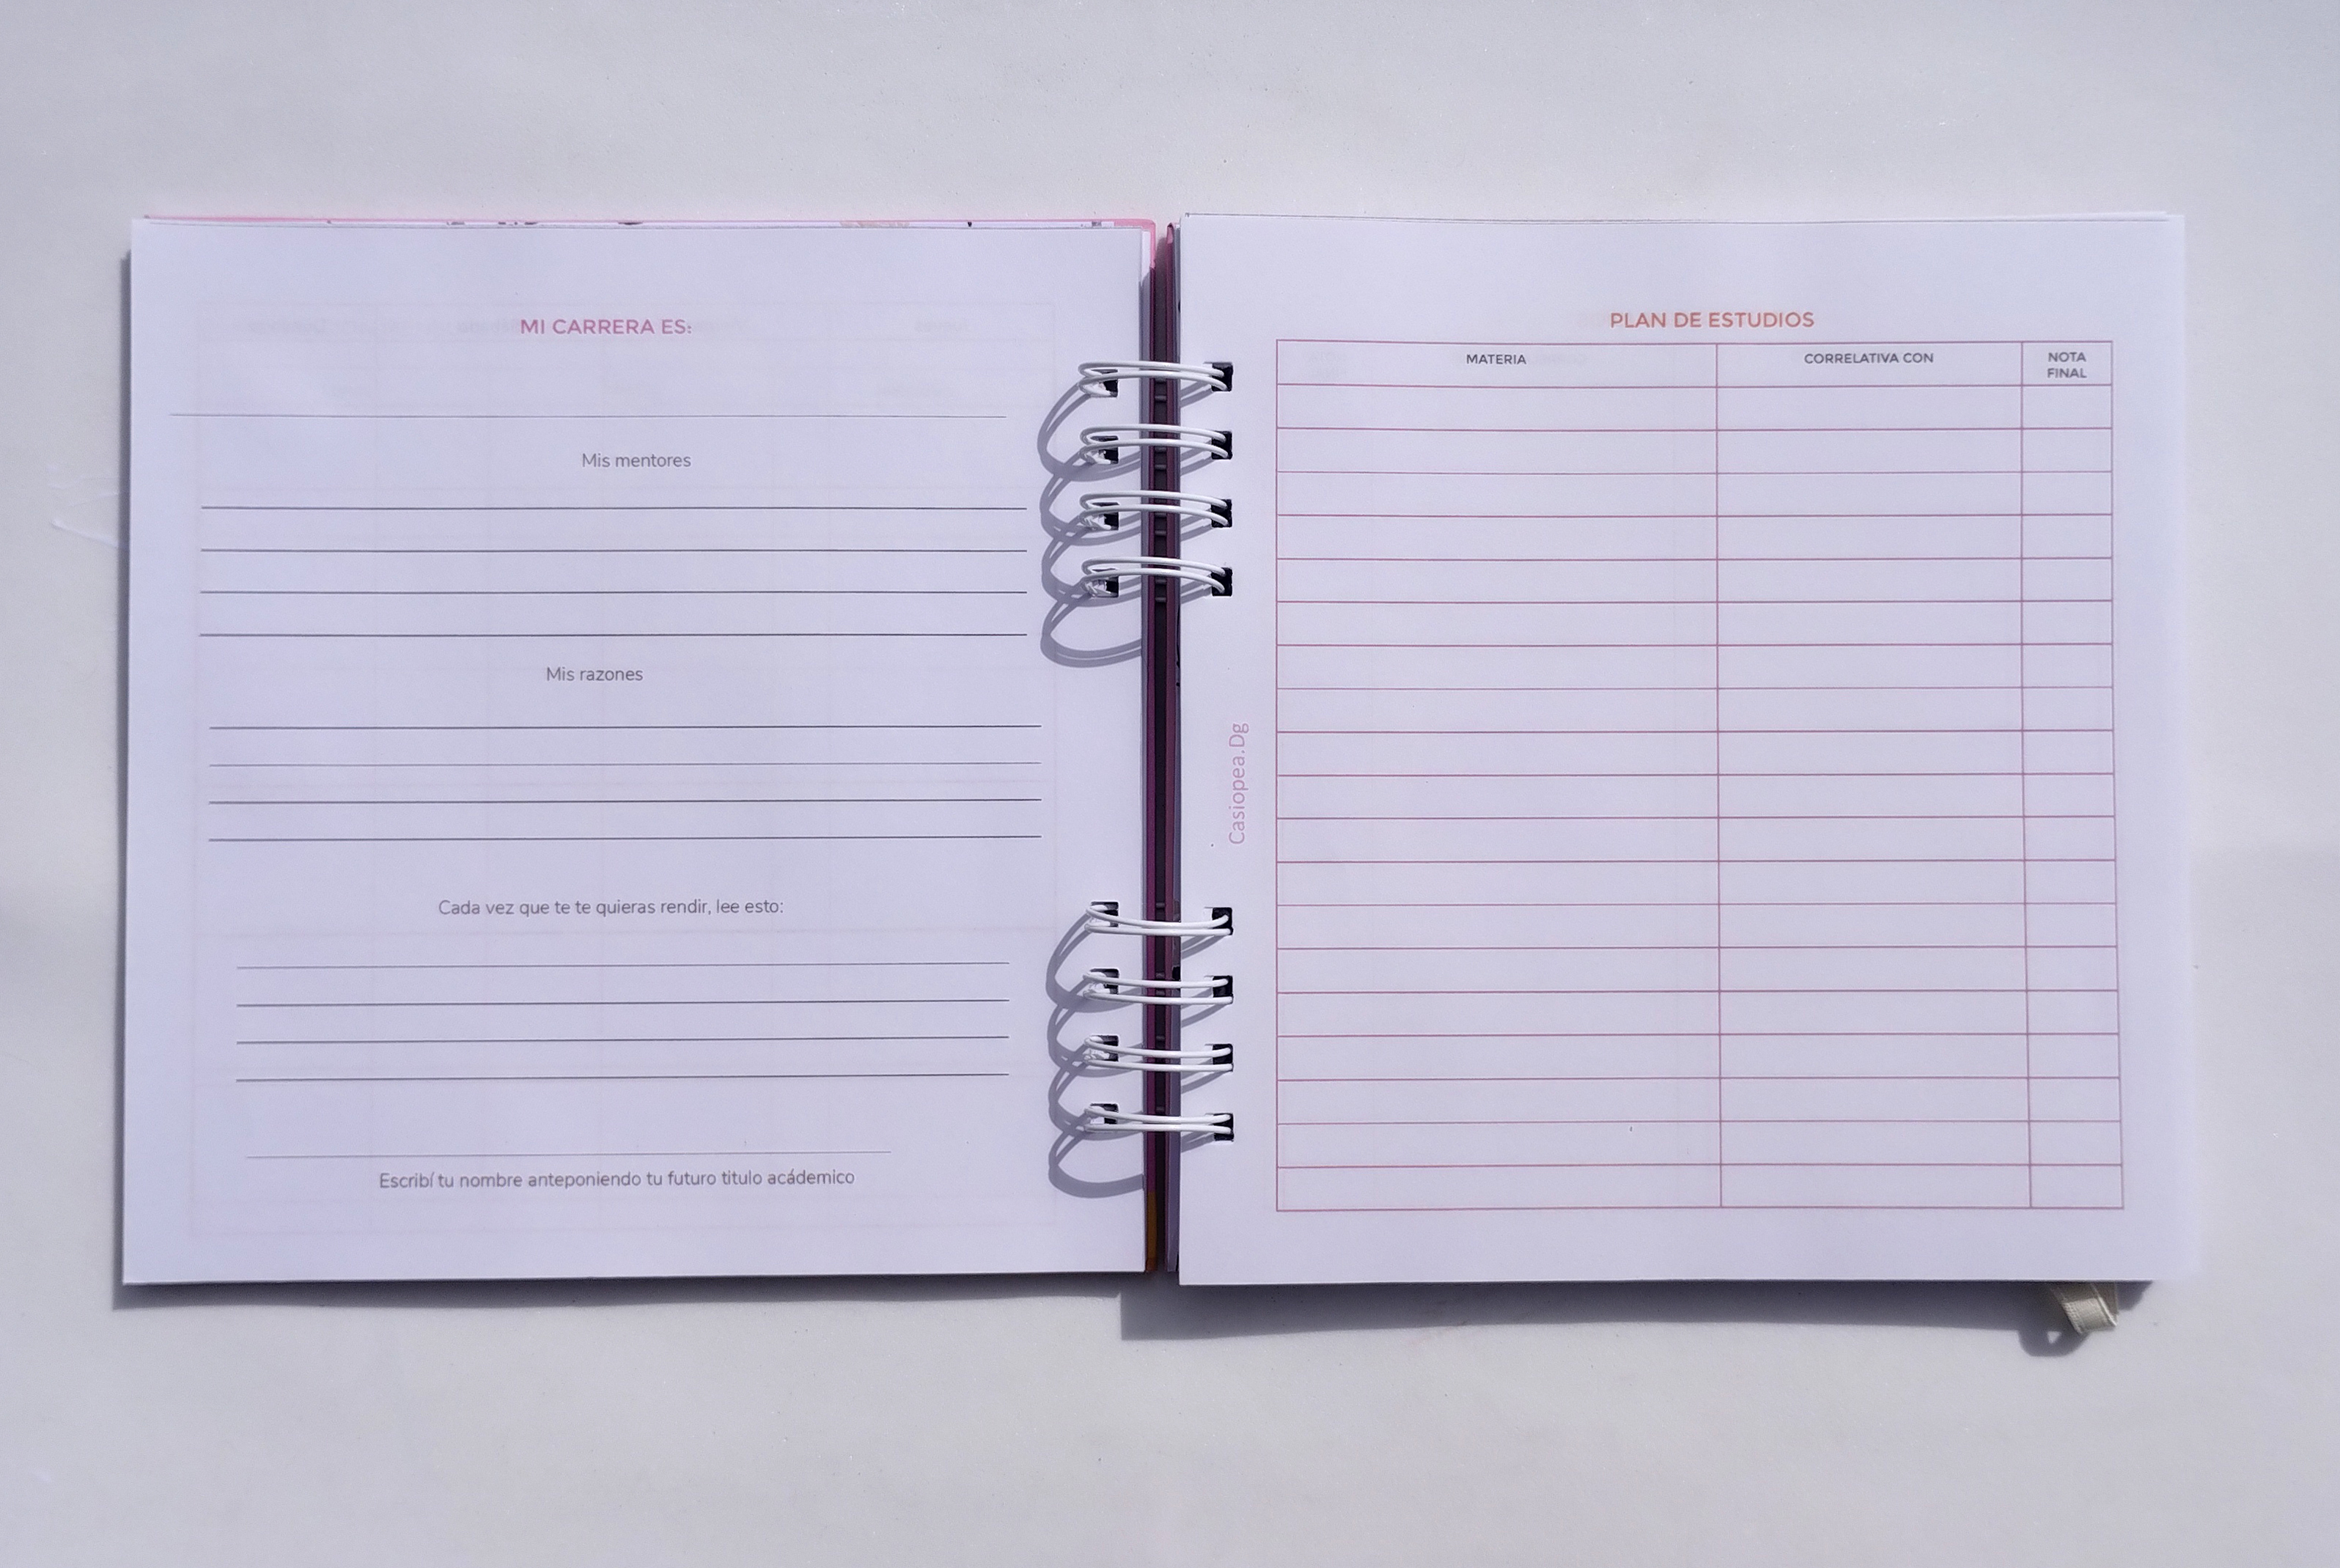 MI CARRERA ES:
Mis mentores
Mis razones
Cada vez que te te quieras rendir, lee esto:
Escribí tu nombre anteponiendo tu futuro titulo acádemico
Casiopea.Dg
PLAN DE ESTUDIOS
MATERIA
CORRELATIVA CON
NOTA
FINAL